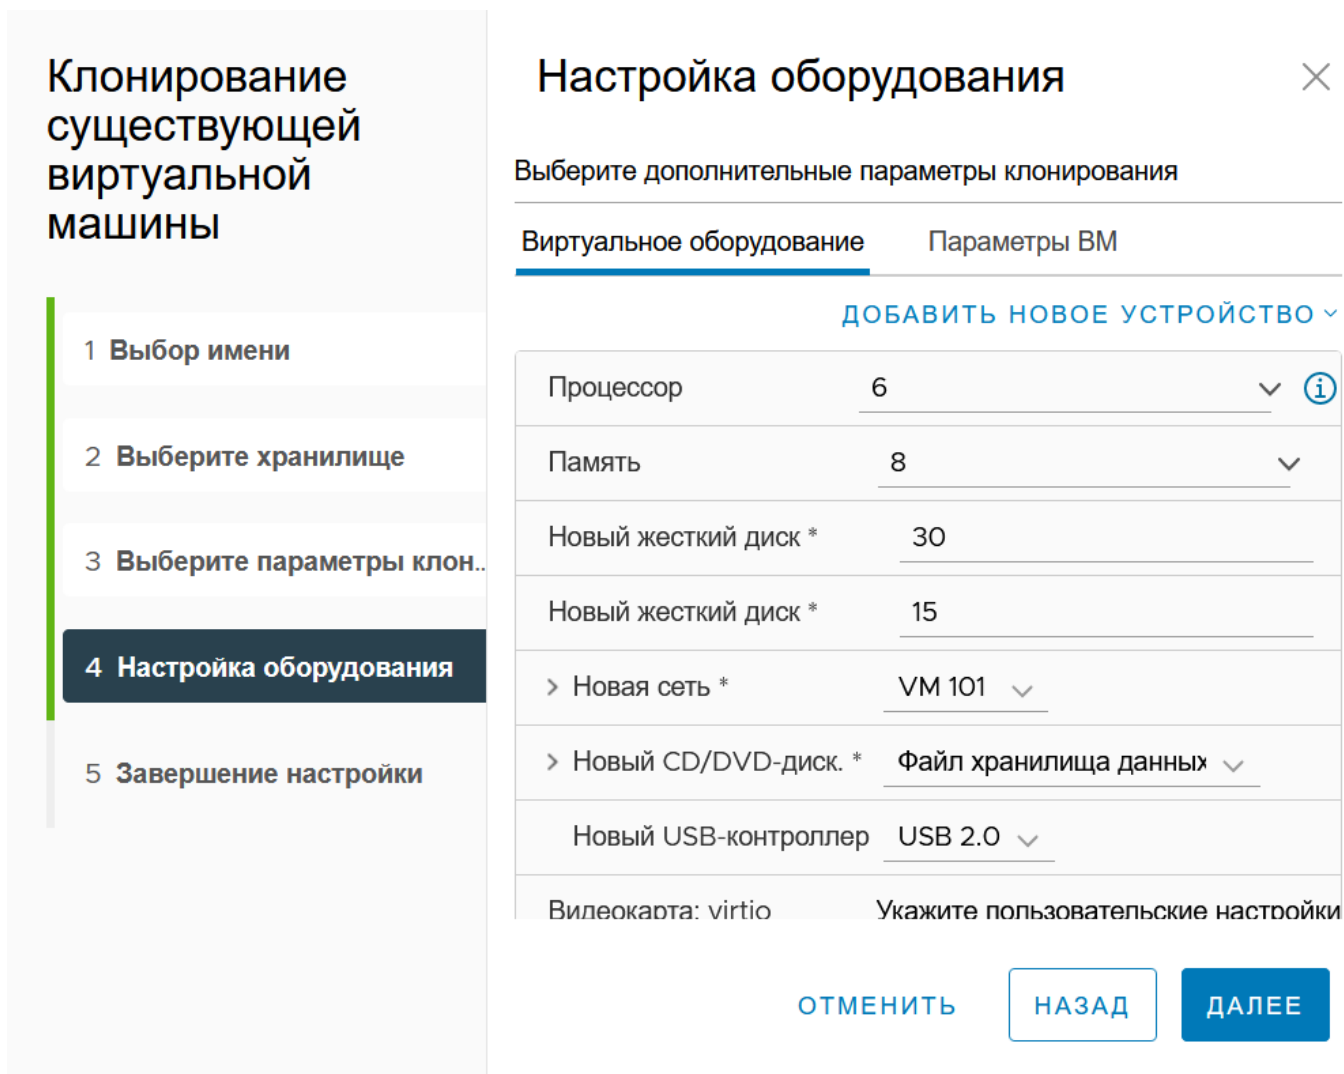 Клонирование
существующей
виртуальной
машины
1 Выбор имени
2 Выберите хранилище
3 Выберите параметры клон..
4 Настройка оборудования
5 Завершение настройки
Настройка оборудования
Выберите дополнительные параметры клонирования
Виртуальное оборудование Параметры ВМ
ДОБАВИТЬ НОВОЕ УСТРОЙСТВО
Процессор 6
Память 8
Новый жесткий диск * 30
Новый жесткий диск * 15
Новая сеть * VM 101
Новый CD/DVD-диск. * Файл хранилища данных
Новый USB-контроллер USB 2.0
Видеокарта: virtio Укажите пользовательские настройки
ОТМЕНИТЬ НАЗАД ДАЛЕЕ